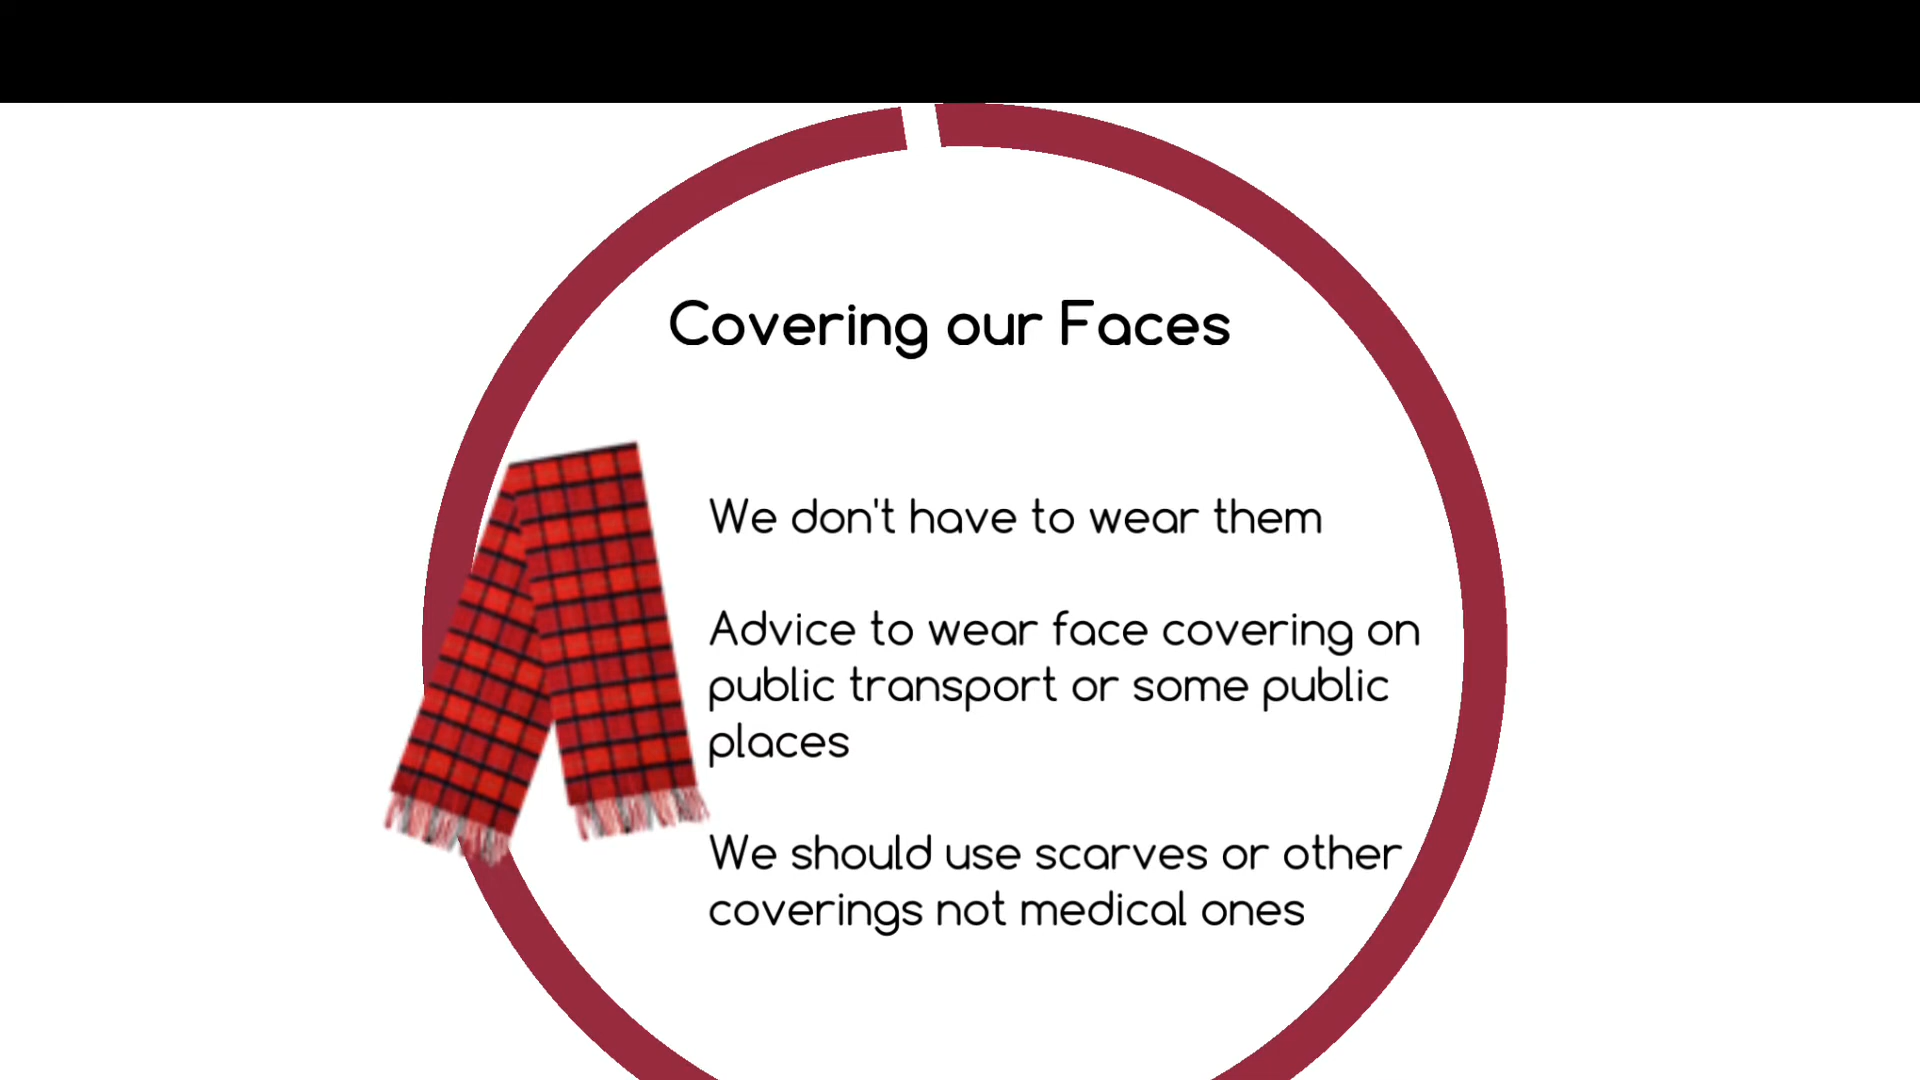 Covering our Faces
We don't have to wear them
Advice to wear face covering on
public transport or some public
places
We should use scarves or other
coverings not medical ones